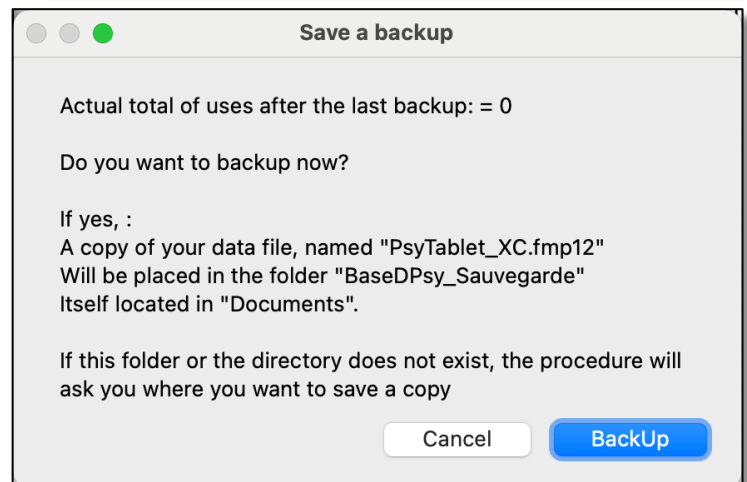 Save a backup
Actual total of uses after the last backup: = 0
Do you want to backup now?
If yes, :
A copy of your data file, named "PsyTablet_XC.fmp12"
Will be placed in the folder "BaseDPsy_Sauvegarde"
Itself located in "Documents".
If this folder or the directory does not exist, the procedure will
ask you where you want to save a copy
Cancel
BackUp